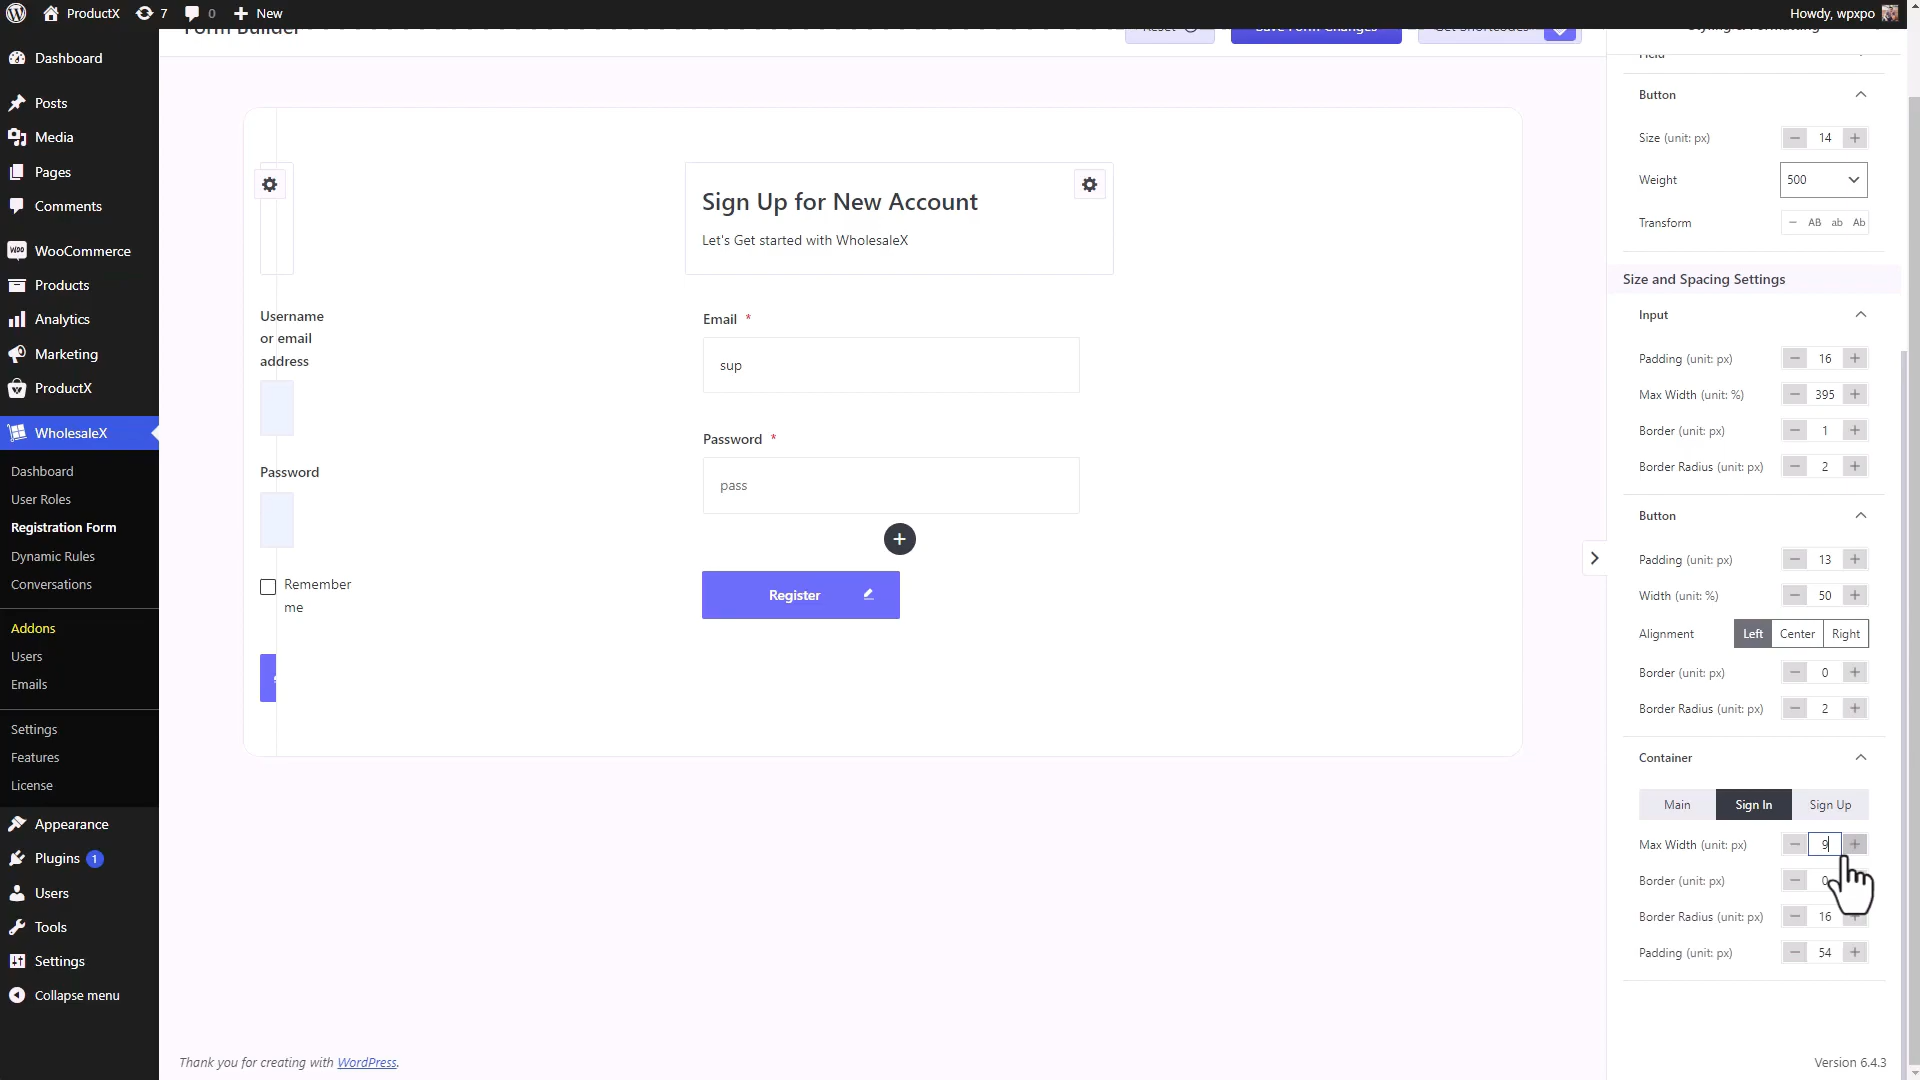 ProductX
7
0
New
Howdy, wpxpo
Form Builder
Reset
Save Form Changes
Get Shortcodes
Styling & Formatting
Dashboard
Posts
Media
Pages
Comments
WooCommerce
Products
Analytics
Marketing
ProductX
WholesaleX
Dashboard
User Roles
Registration Form
Dynamic Rules
Conversations
Addons
Users
Emails
Settings
Features
License
Appearance
Plugins 1
Users
Tools
Settings
Collapse menu
Username
or email
address
Password
Remember
me
Sign Up for New Account
Let's Get started with WholesaleX
Email *
sup
Password *
pass
Register
Field
Button
Size (unit: px) 14
Weight 500
Transform AB ab Ab
Size and Spacing Settings
Input
Padding (unit: px) 16
Max Width (unit: %) 395
Border (unit: px) 1
Border Radius (unit: px) 2
Button
Padding (unit: px) 13
Width (unit: %) 50
Alignment Left Center Right
Border (unit: px) 0
Border Radius (unit: px) 2
Container
Main Sign In Sign Up
Max Width (unit: px) 9
Border (unit: px) 0
Border Radius (unit: px) 16
Padding (unit: px) 54
Thank you for creating with WordPress.
Version 6.4.3